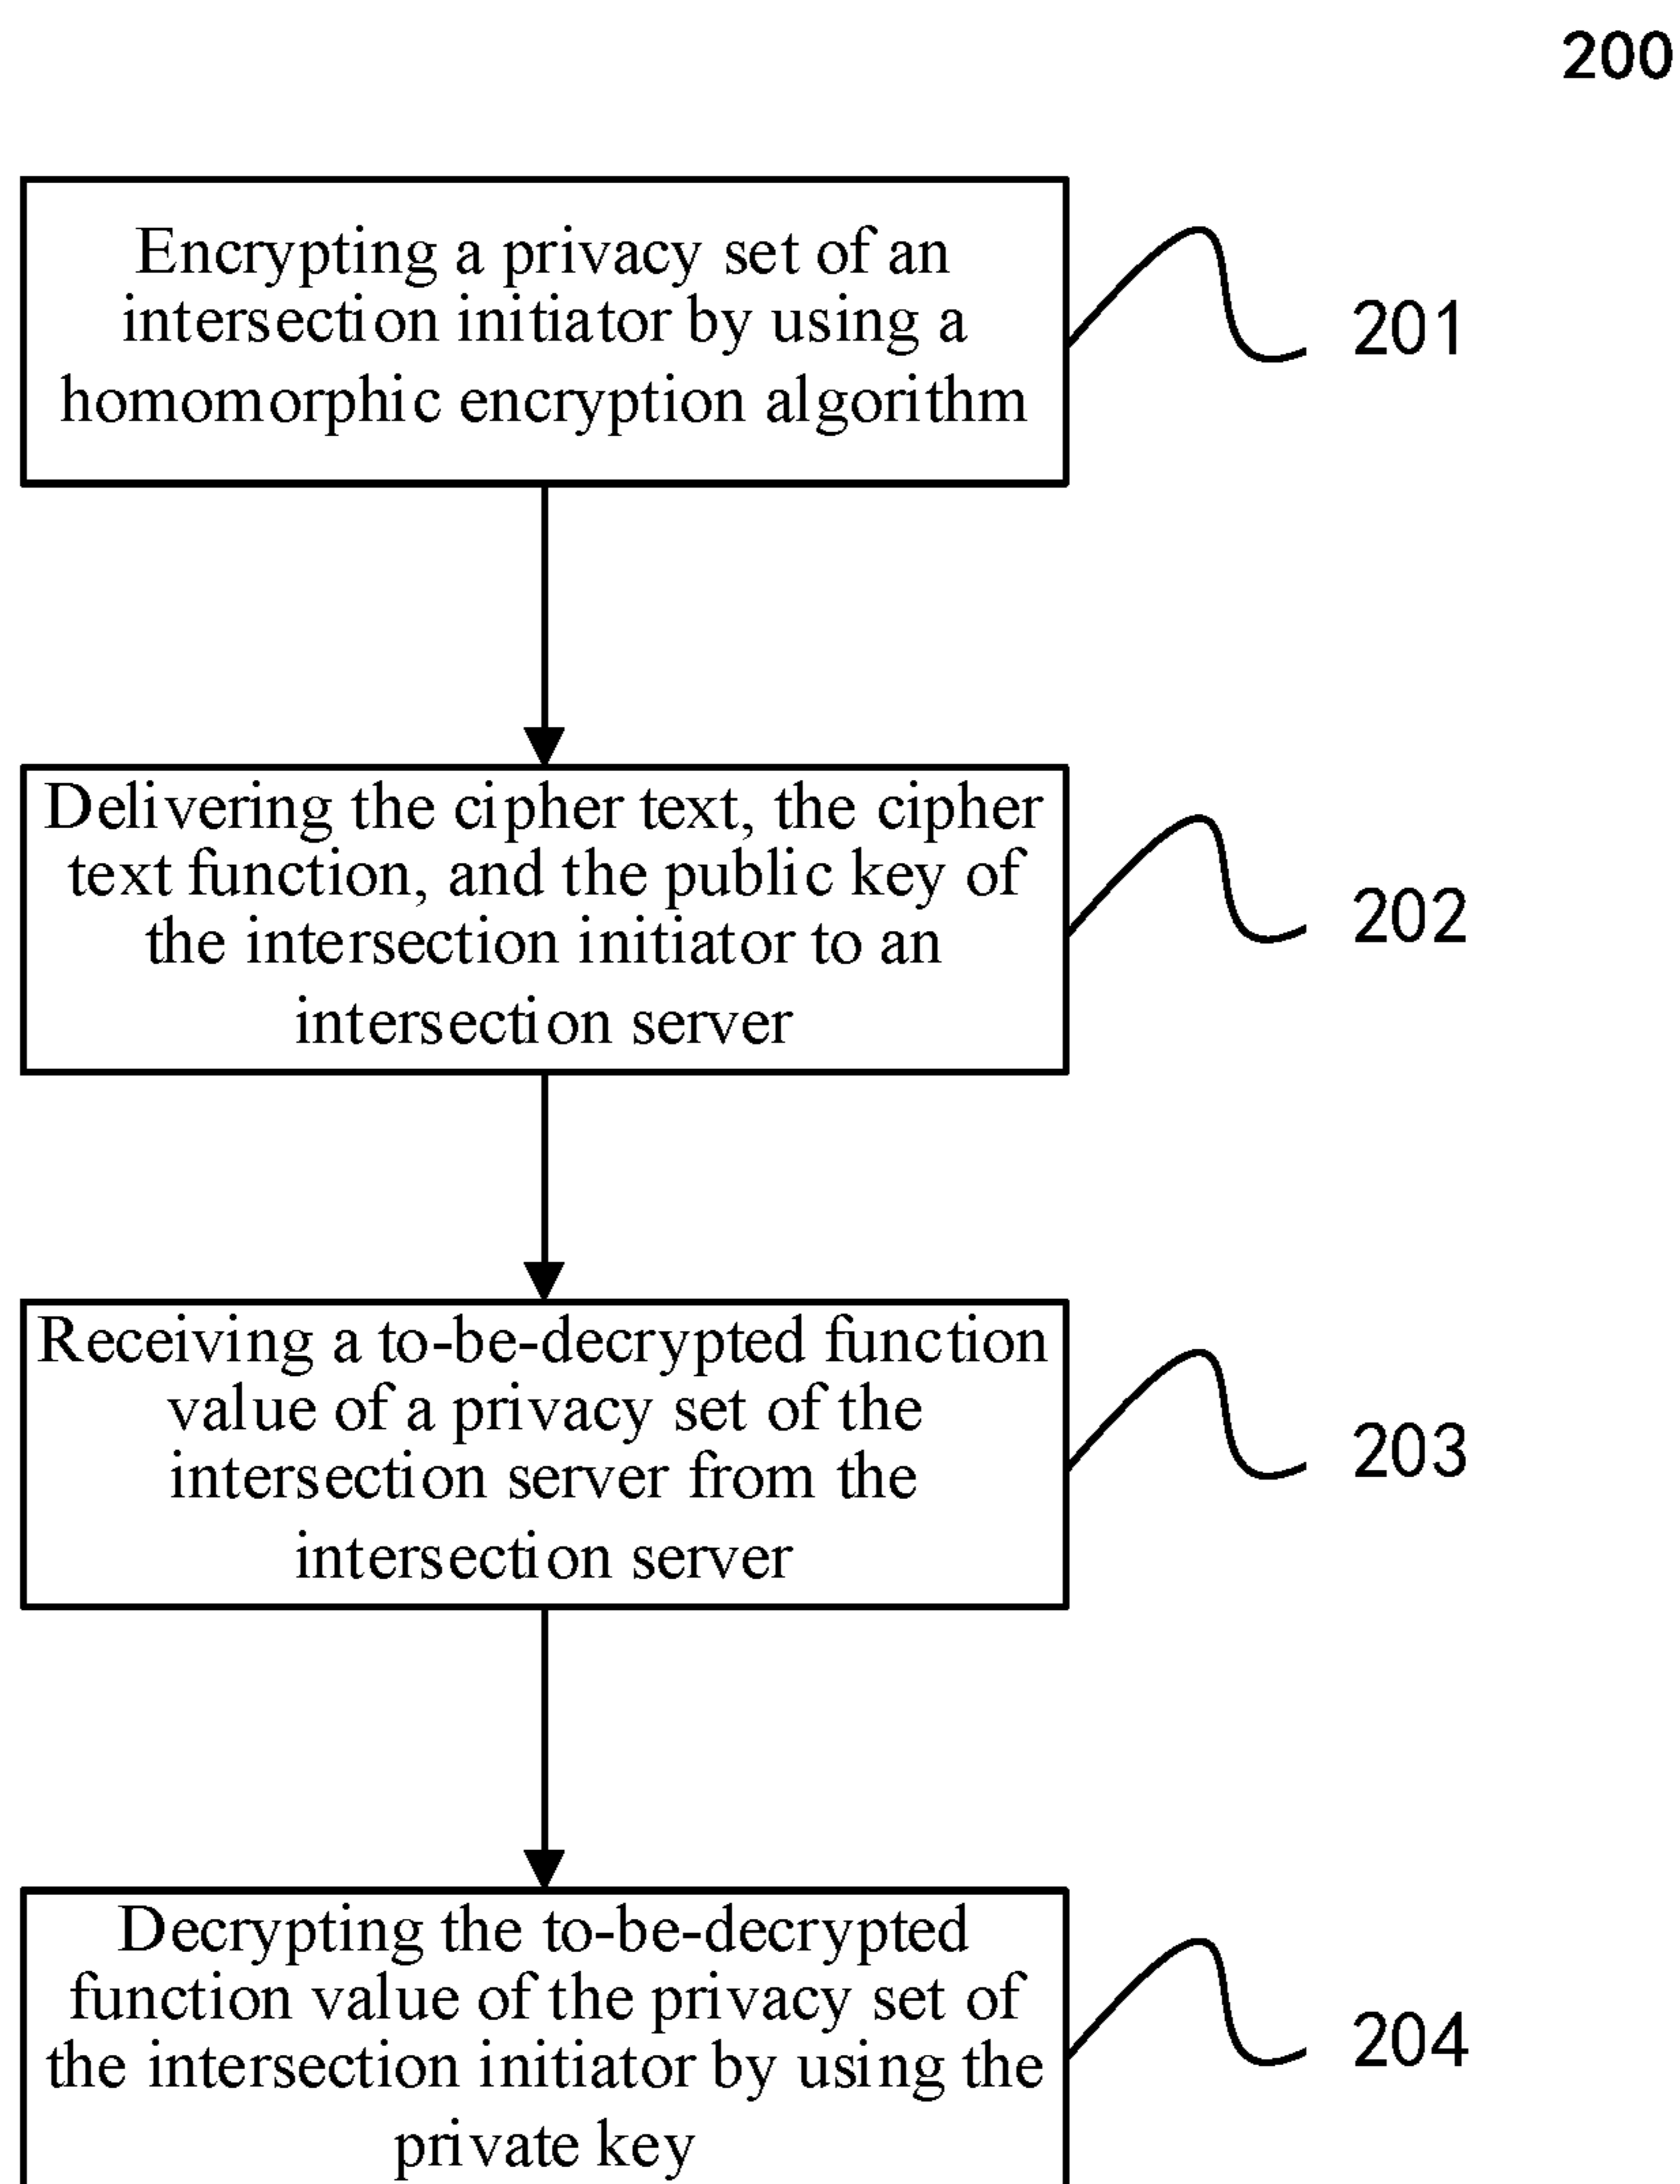 200
Encrypting a privacy set of an
intersection initiator by using a
homomorphic encryption algorithm
201
Delivering the cipher text, the cipher
text function, and the public key of
the intersection initiator to an
intersection server
202
Receiving a to-be-decrypted function
value of a privacy set of the
intersection server from the
intersection server
203
Decrypting the to-be-decrypted
function value of the privacy set of
the intersection initiator by using the
private key
204